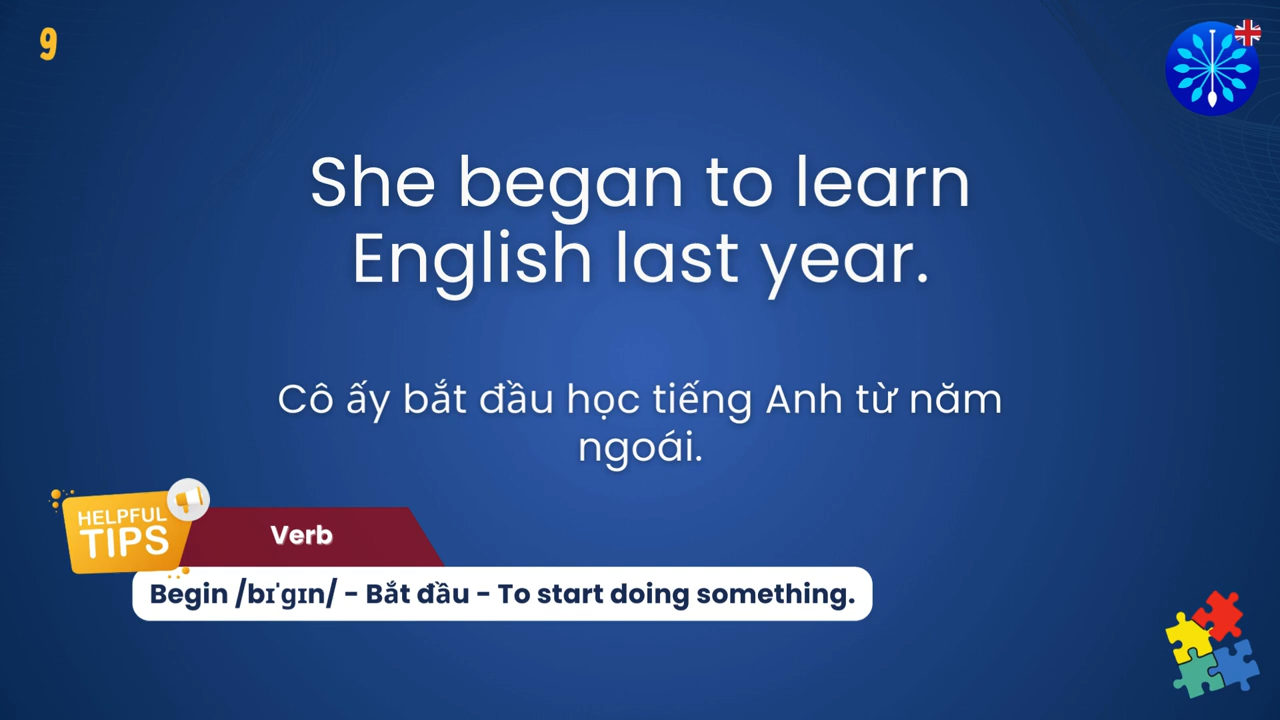 9
She began to learn
English last year.
Cô ấy bắt đầu học tiếng Anh từ năm
ngoái.
HELPFUL
TIPS
Verb
Begin /bɪˈɡɪn/ - Bắt đầu - To start doing something.